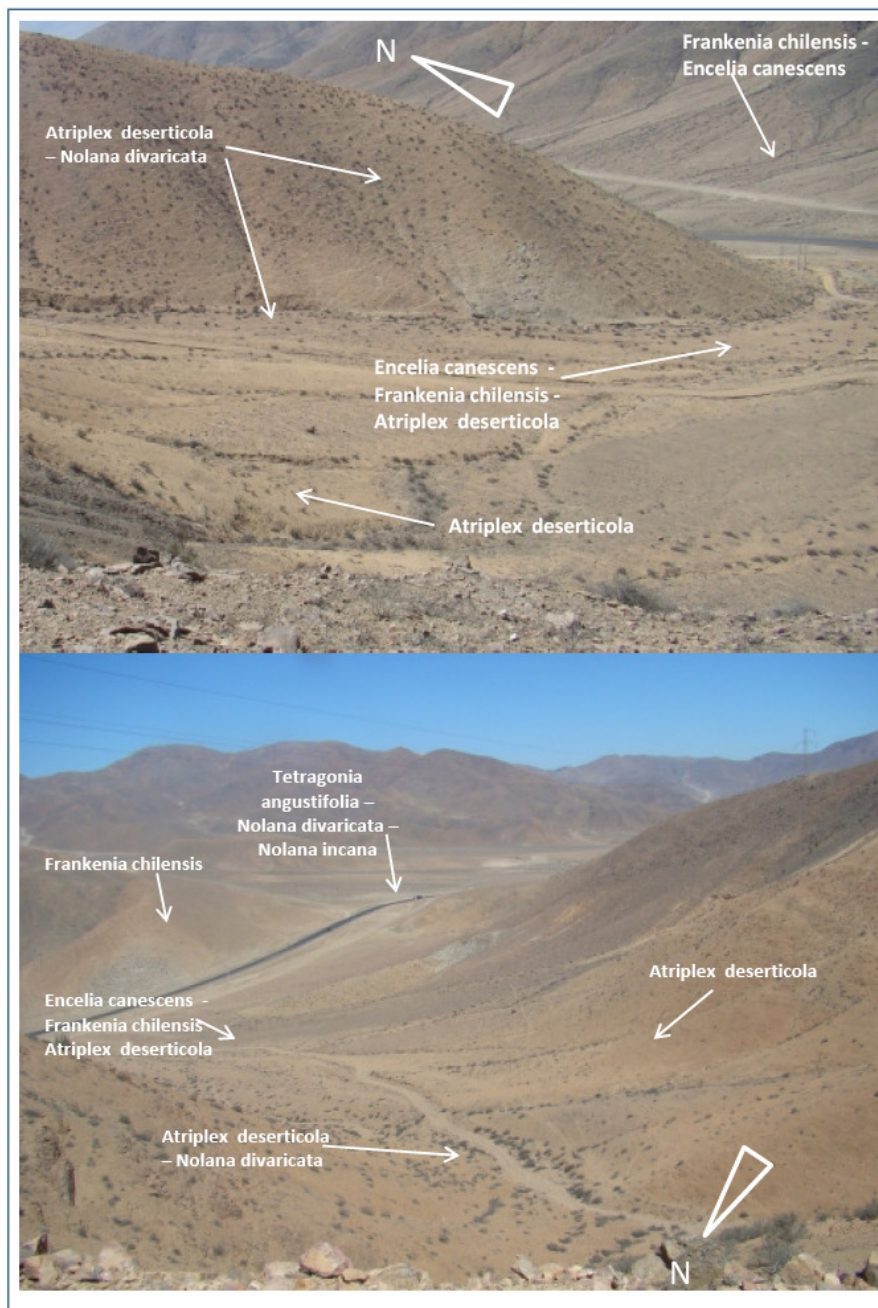 N
Frankenia chilensis -
Encelia canescens
Atriplex deserticola
– Nolana divaricata
Encelia canescens -
Frankenia chilensis -
Atriplex deserticola
Atriplex deserticola
Tetragonia
angustifolia –
Nolana divaricata –
Nolana incana
Frankenia chilensis
Atriplex deserticola
Encelia canescens -
Frankenia chilensis
Atriplex deserticola
Atriplex deserticola
– Nolana divaricata
N